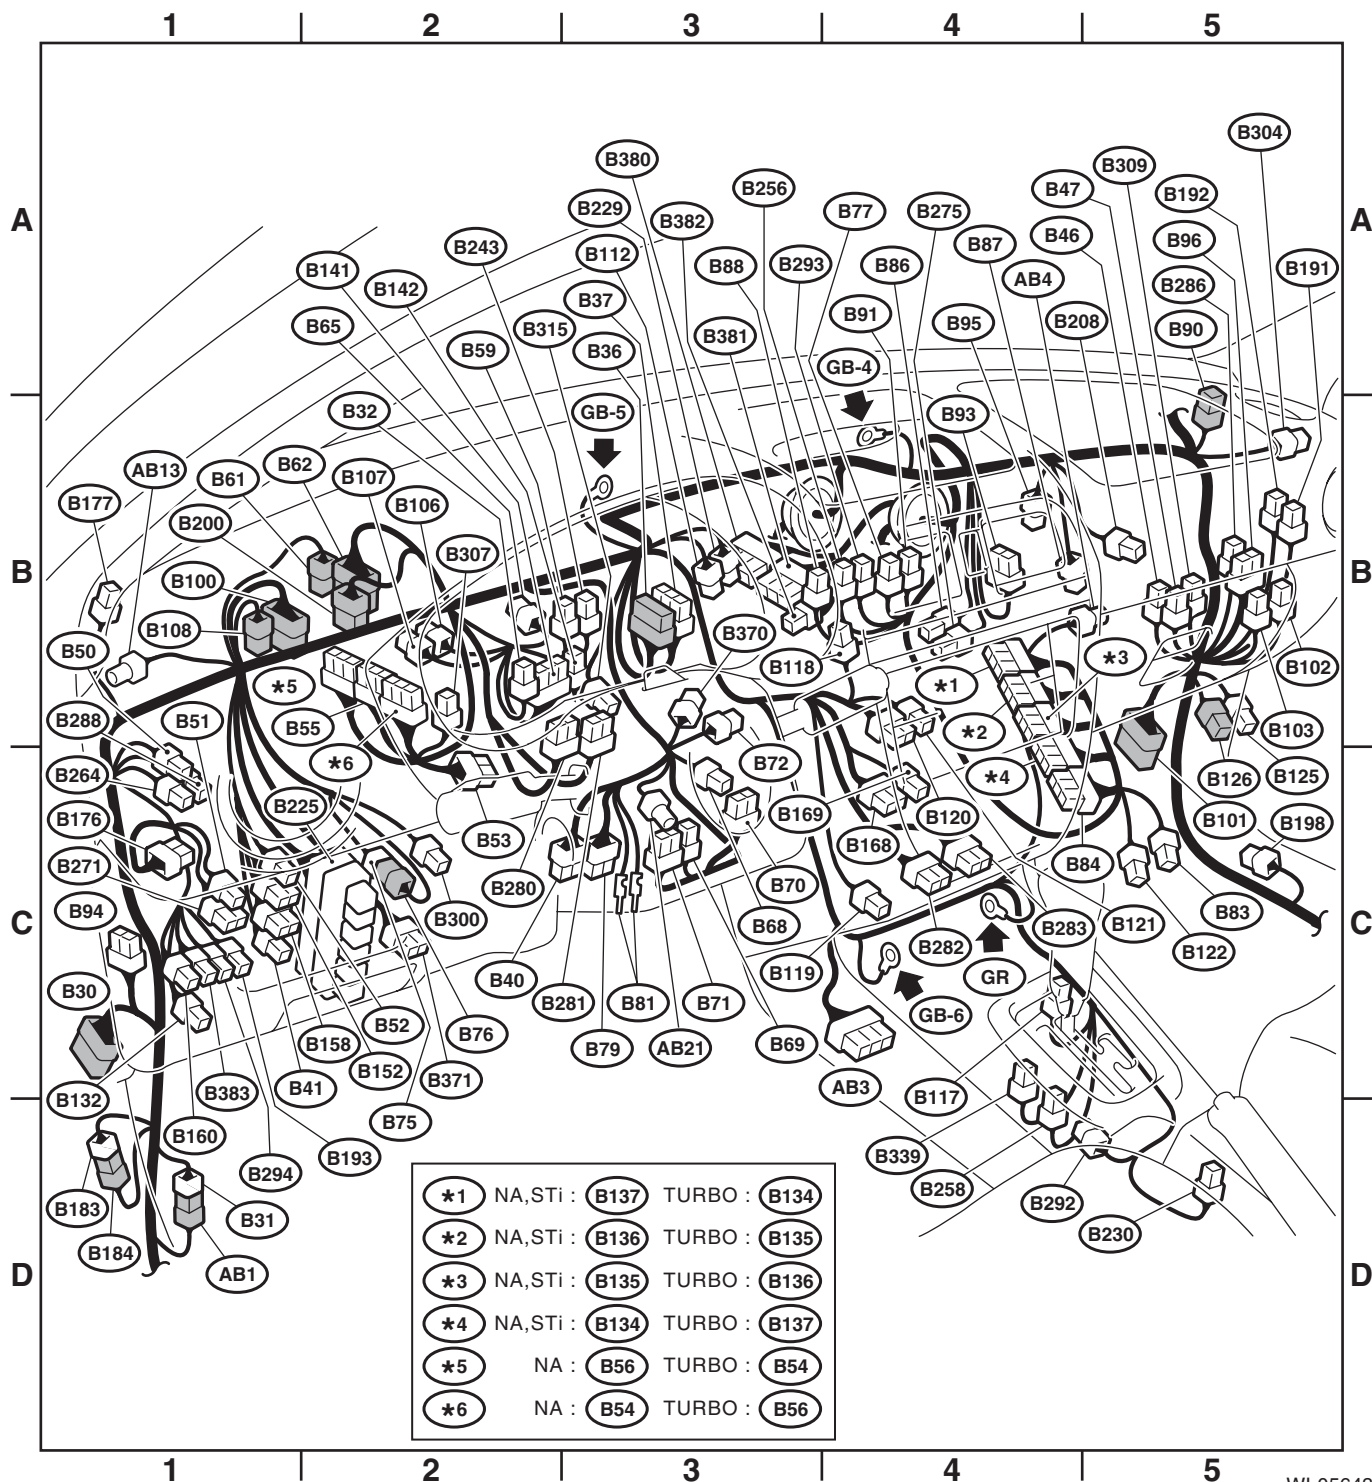 1 2 3 4 5
B304
B380
B309
B256
B47
B192
B229
B382
B77
B275
A
A
B243
B112
B87
B46
B96
B141
B88
B293
B86
AB4
B191
B142
B37
B286
B65
B315
B381
B91
B95
B208
B90
B59
B36
GB-4
B32
GB-5
B93
AB13
B61
B62
B107
B177
B106
B200
B307
B
B
B100
B108
B370
B50
B118
*3
B102
*5
*1
B288
B51
B55
*2
B103
*6
B72
*4
B126
B125
B264
B225
B176
B169
B120
B101
B198
B53
B168
B84
B271
B280
B70
B94
B300
B68
B283
B121
B83
C
C
B40
B119
B282
B122
B30
B281
B81
B71
GR
B52
B76
GB-6
B158
B152
B79
AB21
B69
B132
B383
B41
B371
AB3
B117
B75
B160
B193
B294
B339
B258
B292
B183
B31
B230
B184
AB1
D
D
*1 NA,STi : B137 TURBO : B134
*2 NA,STi : B136 TURBO : B135
*3 NA,STi : B135 TURBO : B136
*4 NA,STi : B134 TURBO : B137
*5 NA : B56 TURBO : B54
*6 NA : B54 TURBO : B56
1 2 3 4 5